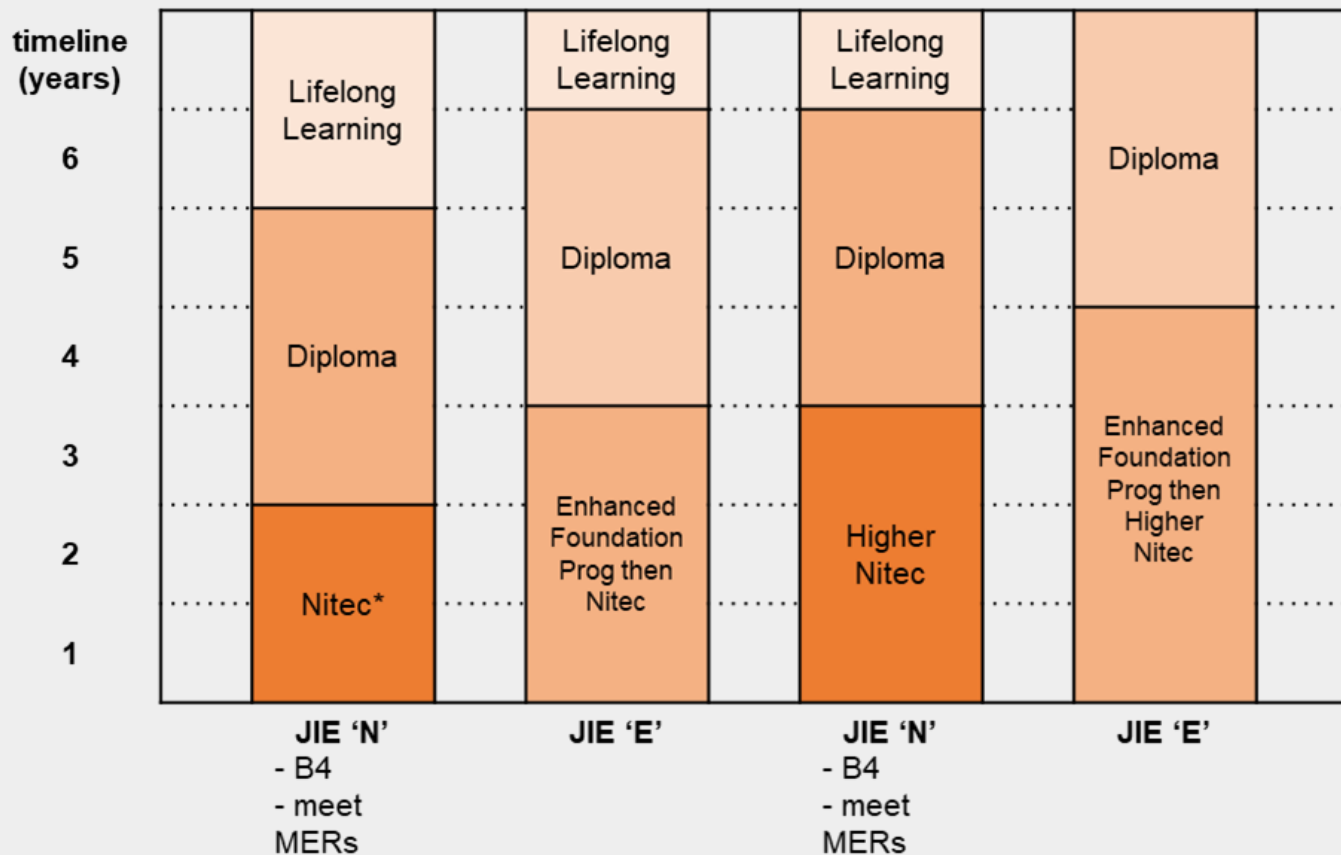 timeline
(years)
6
5
4
3
2
1
Lifelong
Learning
Diploma
Nitec*
JIE ‘N’
- B4
- meet
MERs
Lifelong
Learning
Diploma
Enhanced
Foundation
Prog then
Nitec
JIE ‘E’
Lifelong
Learning
Diploma
Higher
Nitec
JIE ‘N’
- B4
- meet
MERs
Diploma
Enhanced
Foundation
Prog then
Higher
Nitec
JIE ‘E’